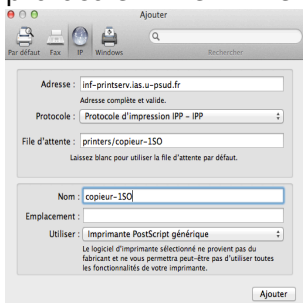 Ajouter
Par défaut Fax IP Windows Rechercher
Adresse : inf-printserv.ias.u-psud.fr
Adresse complète et valide.
Protocole : Protocole d'impression IPP - IPP
File d'attente : printers/copieur-1SO
Laissez blanc pour utiliser la file d'attente par défaut.
Nom : copieur-1SO
Emplacement :
Utiliser : Imprimante PostScript générique
Le logiciel d'imprimante sélectionné ne provient pas du
fabricant et ne vous permettra peut-être pas d'utiliser toutes
les fonctionnalités de votre imprimante.
Ajouter